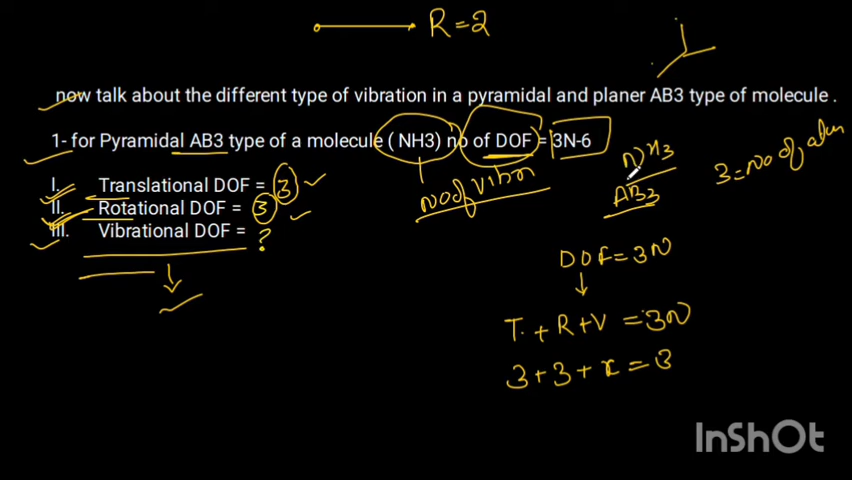 R=2
now talk about the different type of vibration in a pyramidal and planer AB3 type of molecule .
1- for Pyramidal AB3 type of a molecule ( NH3) no of DOF = 3N-6
I. Translational DOF = 3
II. Rotational DOF = 3
III. Vibrational DOF = ?
no of vibrn
NH3
AB3
3=No of atom
DOF=3N
T. + R+V =3N
3+3+x=3
InShOt